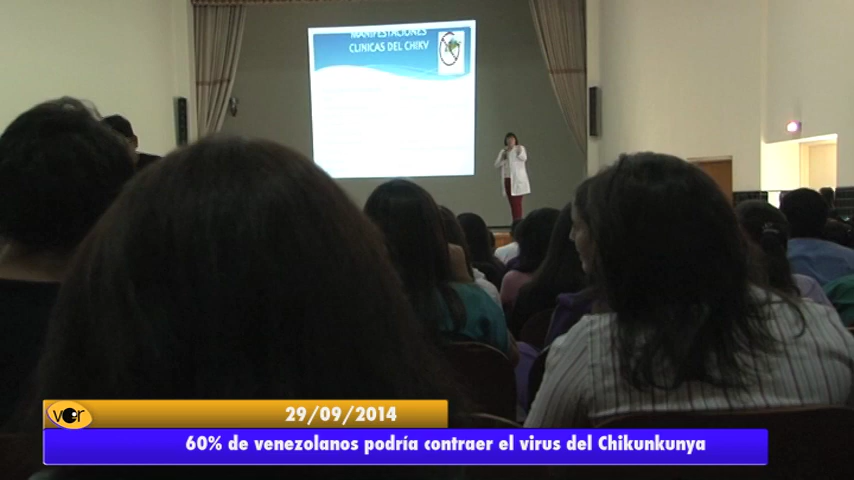 MANIFESTACIONES
CLINICAS DEL CHIKV
ver
29/09/2014
60% de venezolanos podría contraer el virus del Chikunkunya